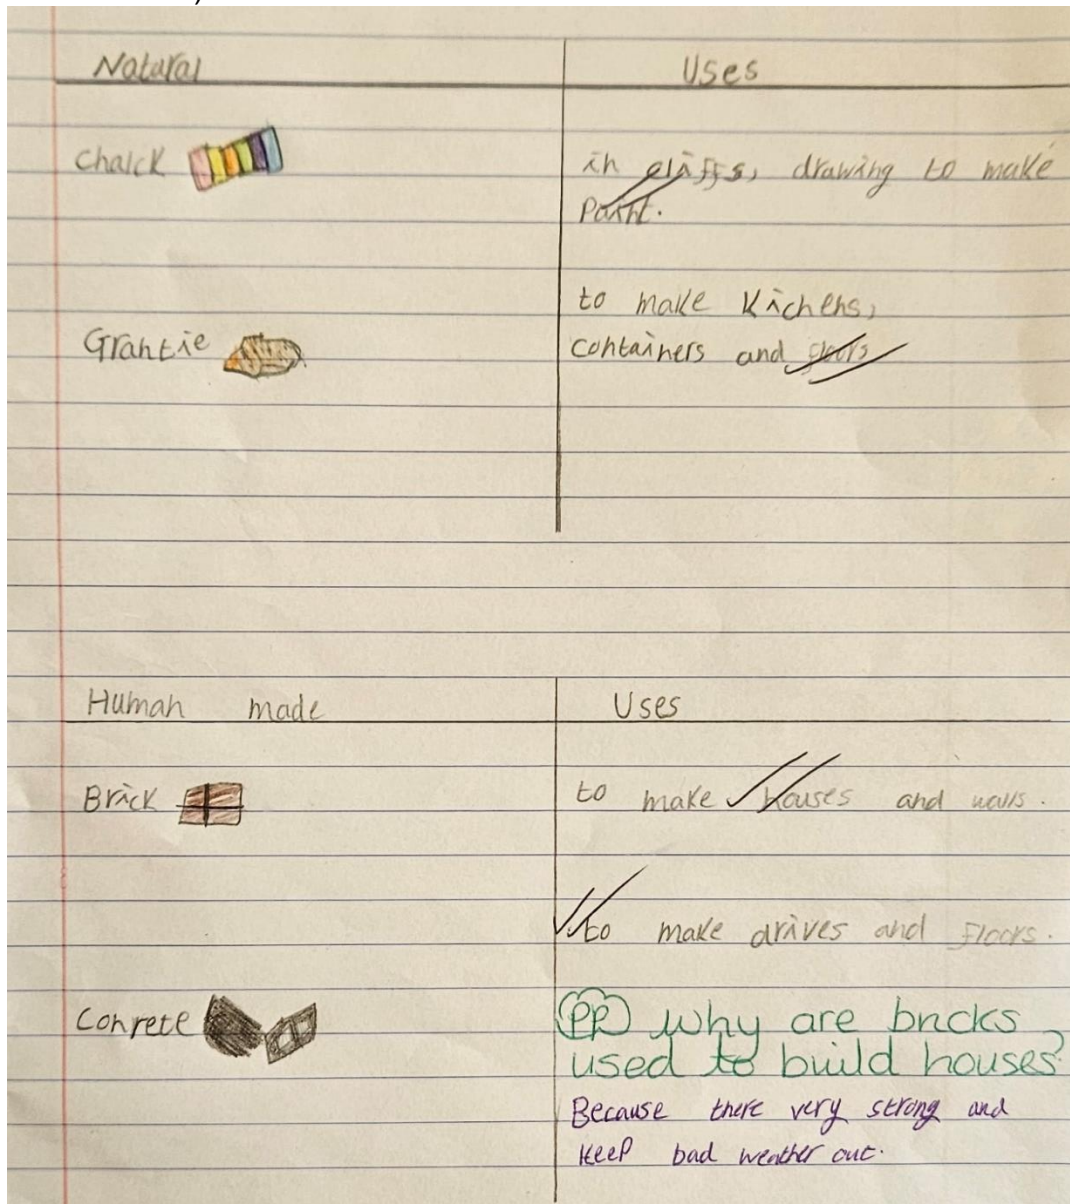 Natural Uses
Chalck in cliffs, drawing to make
Paint.
to make Kichens,
Grantie containers and floors
Human made Uses
Brick to make houses and walls.
to make drives and floors.
Conrete PP why are bricks
used to build houses?
Because there very strong and
Keep bad weather out.